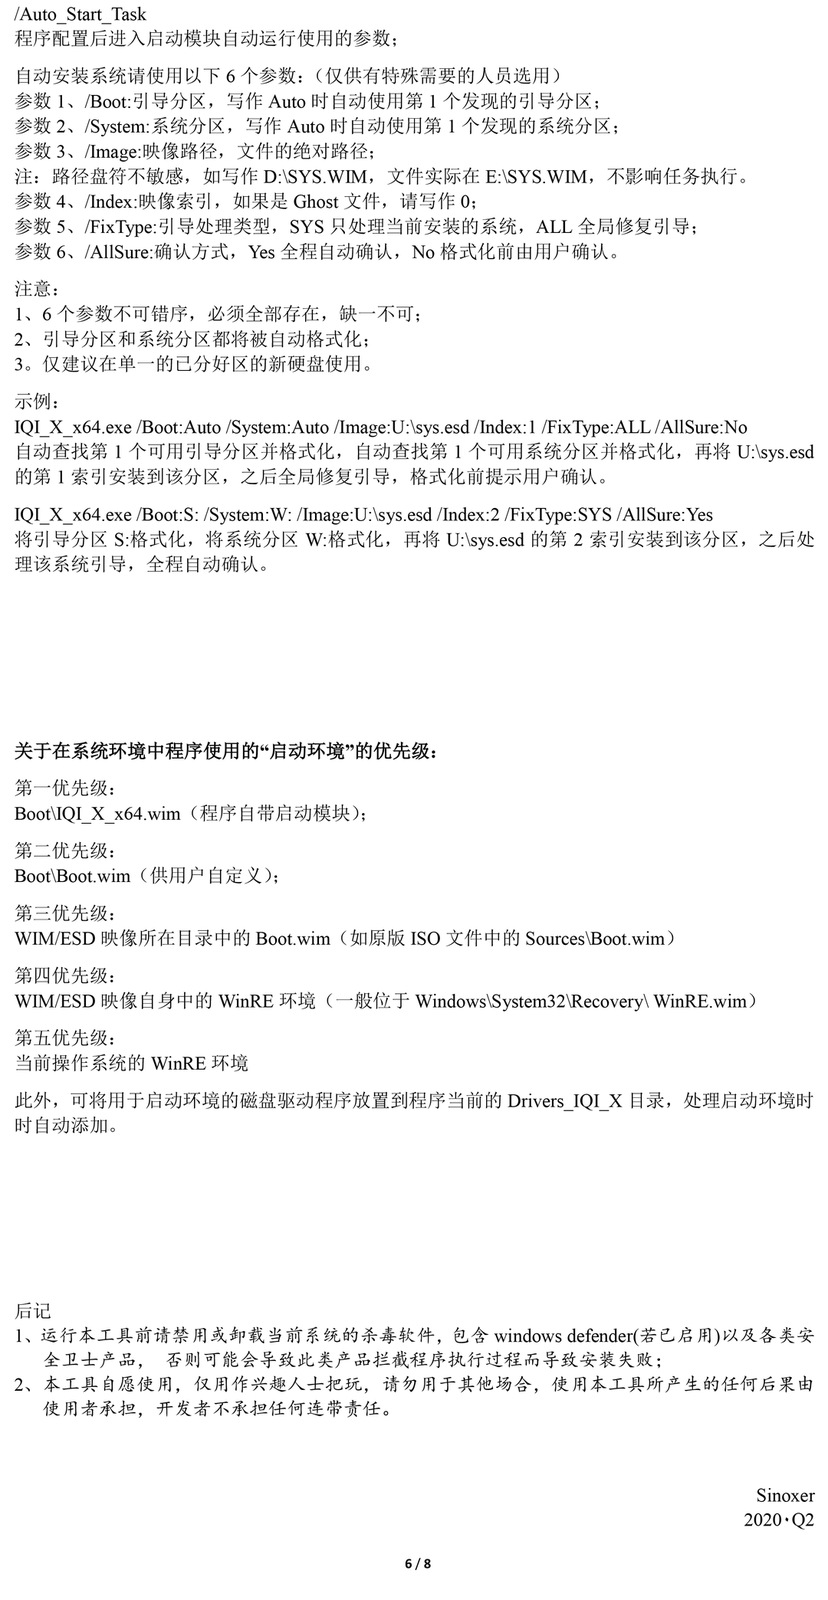 /Auto_Start_Task
程序配置后进入启动模块自动运行使用的参数；
自动安装系统请使用以下 6 个参数：（仅供有特殊需要的人员选用）
参数 1、/Boot:引导分区，写作 Auto 时自动使用第 1 个发现的引导分区；
参数 2、/System:系统分区，写作 Auto 时自动使用第 1 个发现的系统分区；
参数 3、/Image:映像路径，文件的绝对路径；
注：路径盘符不敏感，如写作 D:\SYS.WIM，文件实际在 E:\SYS.WIM，不影响任务执行。
参数 4、/Index:映像索引，如果是 Ghost 文件，请写作 0；
参数 5、/FixType:引导处理类型，SYS 只处理当前安装的系统，ALL 全局修复引导；
参数 6、/AllSure:确认方式，Yes 全程自动确认，No 格式化前由用户确认。
注意：
1、6 个参数不可错序，必须全部存在，缺一不可；
2、引导分区和系统分区都将被自动格式化；
3。仅建议在单一的已分好区的新硬盘使用。
示例：
IQI_X_x64.exe /Boot:Auto /System:Auto /Image:U:\sys.esd /Index:1 /FixType:ALL /AllSure:No
自动查找第 1 个可用引导分区并格式化，自动查找第 1 个可用系统分区并格式化，再将 U:\sys.esd
的第 1 索引安装到该分区，之后全局修复引导，格式化前提示用户确认。
IQI_X_x64.exe /Boot:S: /System:W: /Image:U:\sys.esd /Index:2 /FixType:SYS /AllSure:Yes
将引导分区 S:格式化，将系统分区 W:格式化，再将 U:\sys.esd 的第 2 索引安装到该分区，之后处
理该系统引导，全程自动确认。
关于在系统环境中程序使用的“启动环境”的优先级：
第一优先级：
Boot\IQI_X_x64.wim（程序自带启动模块）；
第二优先级：
Boot\Boot.wim（供用户自定义）；
第三优先级：
WIM/ESD 映像所在目录中的 Boot.wim（如原版 ISO 文件中的 Sources\Boot.wim）
第四优先级：
WIM/ESD 映像自身中的 WinRE 环境（一般位于 Windows\System32\Recovery\ WinRE.wim）
第五优先级：
当前操作系统的 WinRE 环境
此外，可将用于启动环境的磁盘驱动程序放置到程序当前的 Drivers_IQI_X 目录，处理启动环境时
时自动添加。
后记
1、运行本工具前请禁用或卸载当前系统的杀毒软件，包含 windows defender(若已启用)以及各类安
全卫士产品， 否则可能会导致此类产品拦截程序执行过程而导致安装失败；
2、本工具自愿使用，仅用作兴趣人士把玩，请勿用于其他场合，使用本工具所产生的任何后果由
使用者承担，开发者不承担任何连带责任。
Sinoxer
2020·Q2
6 / 8